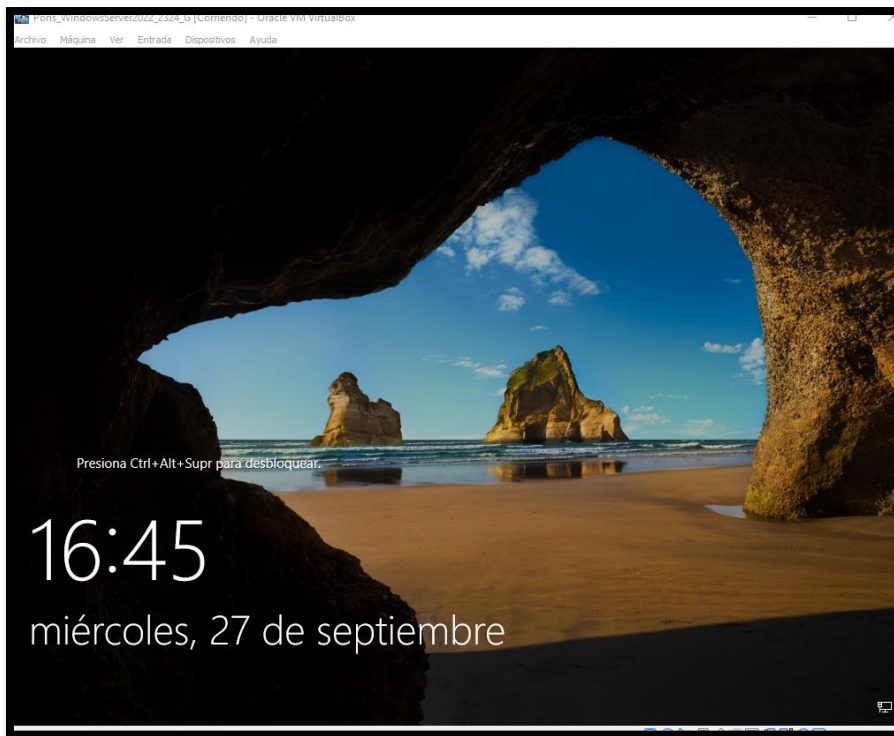 Pons_WindowsServer2022_2324_G [Corriendo] - Oracle VM VirtualBox
Archivo Máquina Ver Entrada Dispositivos Ayuda
Presiona Ctrl+Alt+Supr para desbloquear.
16:45
miércoles, 27 de septiembre